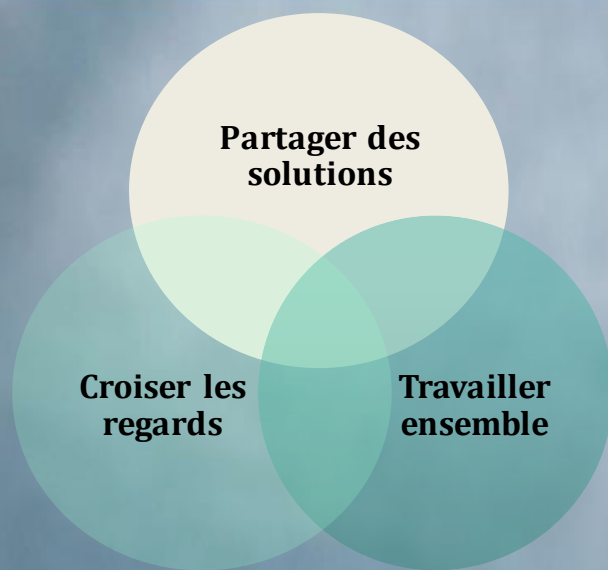 Partager des
solutions
Croiser les
regards
Travailler
ensemble